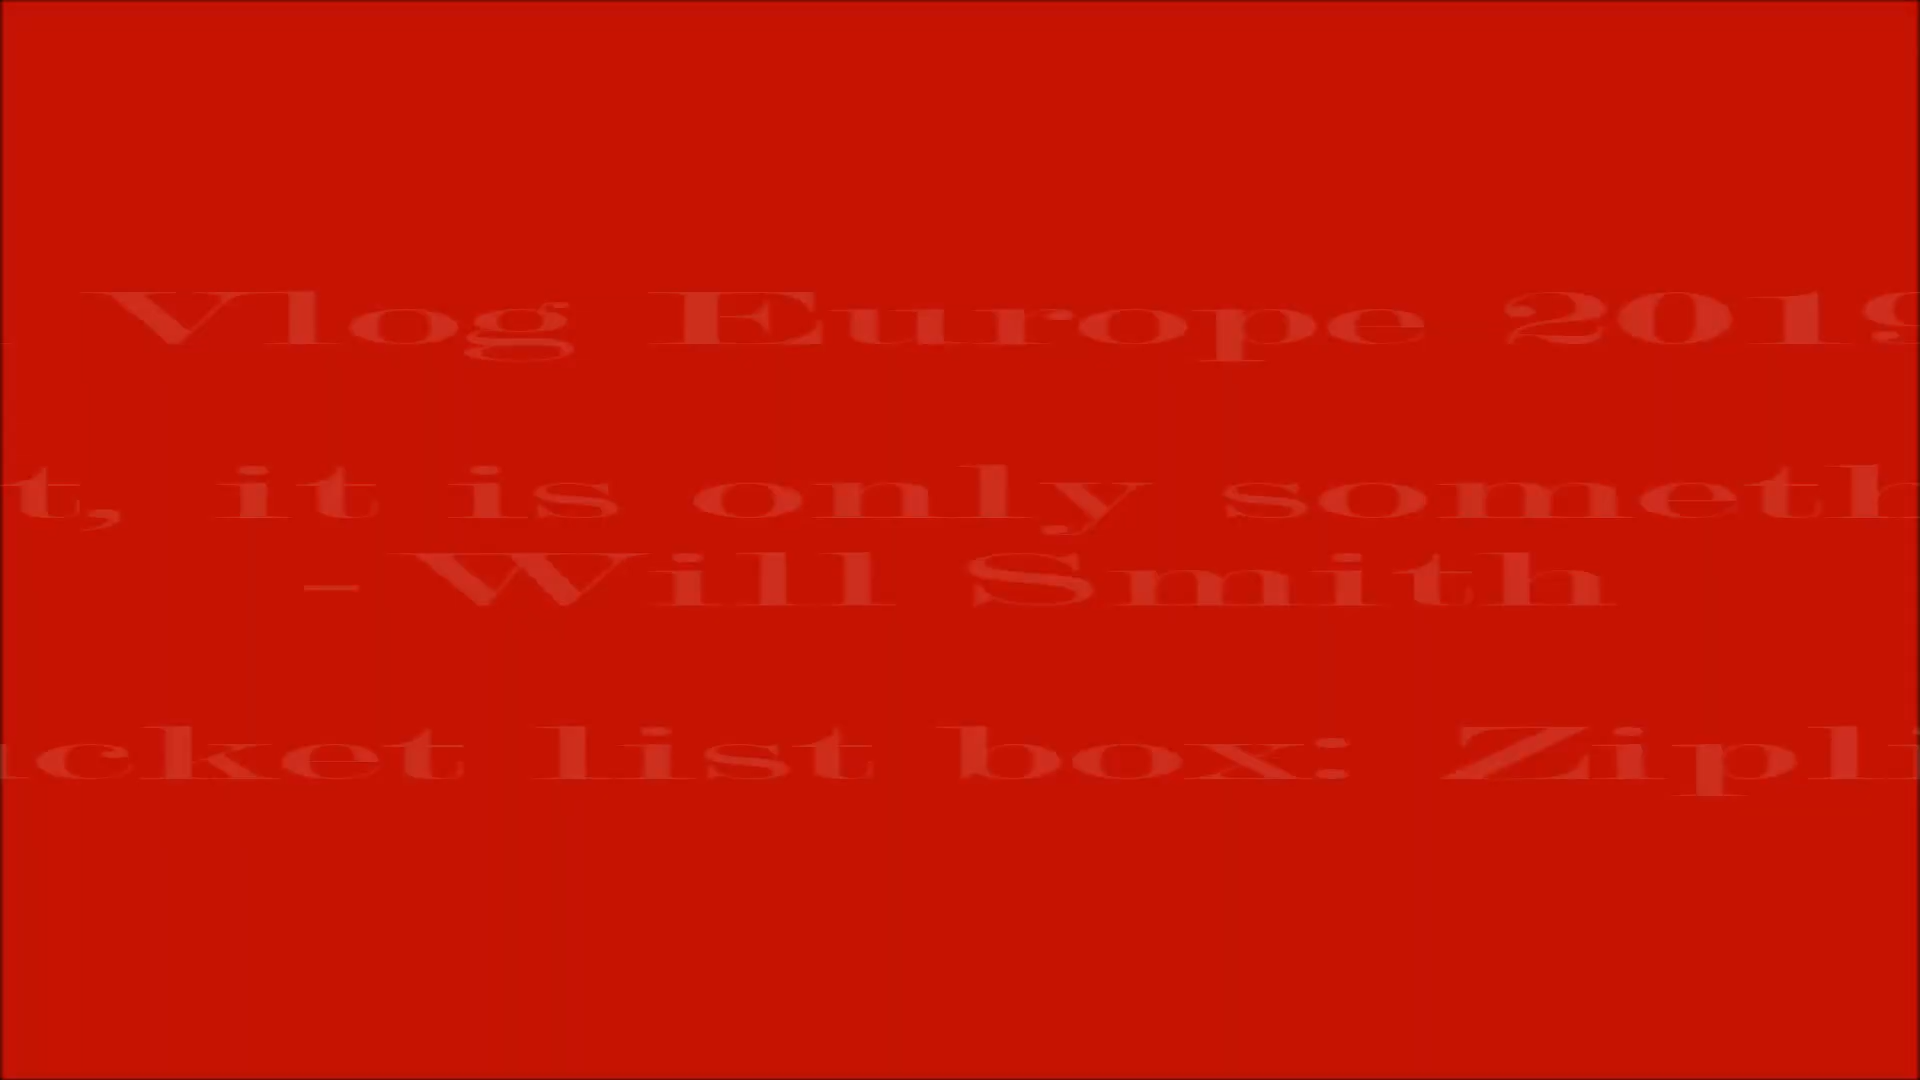 Vlog Europe 2019
t, it is only someth
-Will Smith
cket list box: Zipli